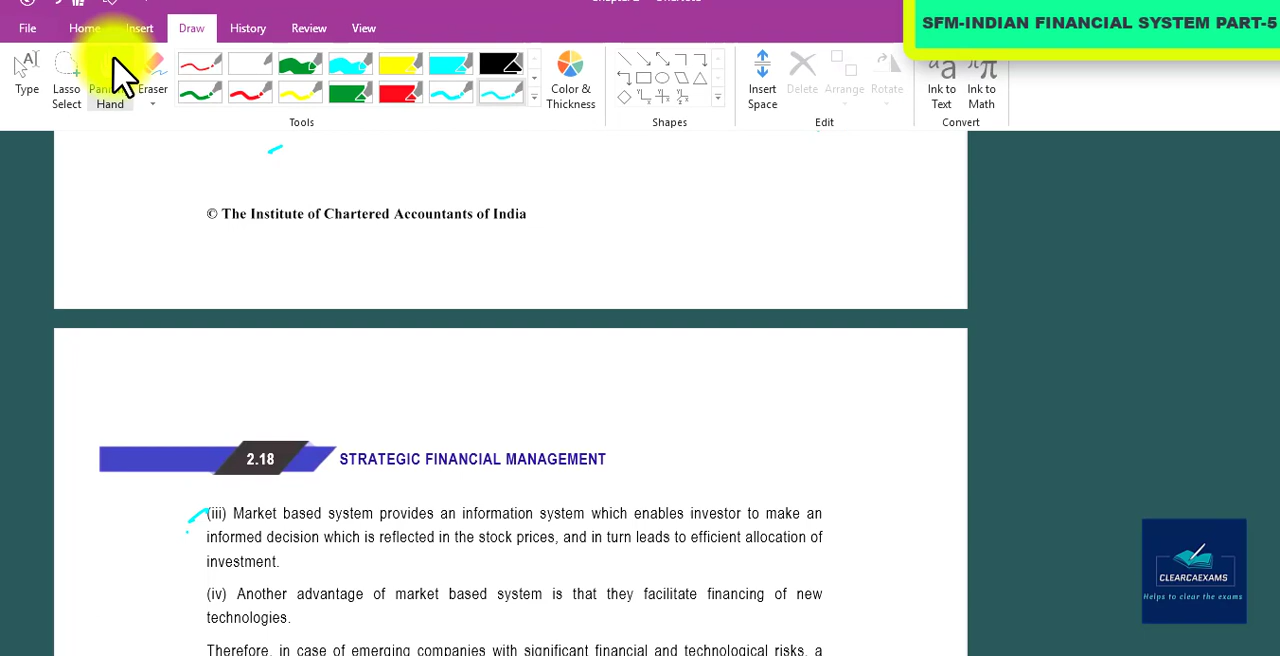 SFM-INDIAN FINANCIAL SYSTEM PART-5
File Home Insert Draw History Review View
Type
Lasso Select
Hand
Eraser
Color & Thickness
Insert Space
Delete
Arrange
Rotate
Ink to Text
Ink to Math
Tools
Shapes
Edit
Convert
© The Institute of Chartered Accountants of India
2.18 STRATEGIC FINANCIAL MANAGEMENT
(iii) Market based system provides an information system which enables investor to make an
informed decision which is reflected in the stock prices, and in turn leads to efficient allocation of
investment.
(iv) Another advantage of market based system is that they facilitate financing of new
technologies.
Therefore, in case of emerging companies with significant financial and technological risks, a
CLEARCAEXAMS
Helps to clear the exams